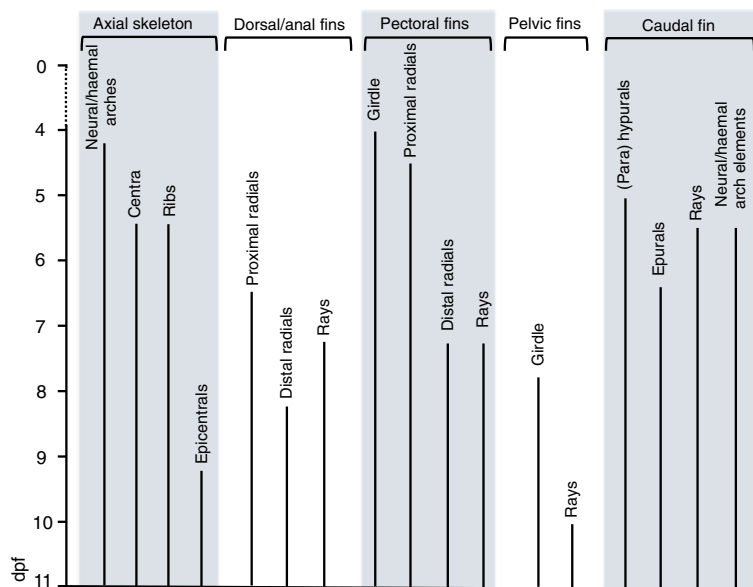 Axial skeleton
Dorsal/anal fins
Pectoral fins
Pelvic fins
Caudal fin
0
4
5
6
7
8
9
10
11
dpf
Neural/haemal
arches
Centra
Ribs
Epicentrals
Proximal radials
Distal radials
Rays
Girdle
Proximal radials
Distal radials
Rays
Girdle
Rays
(Para) hypurals
Epurals
Rays
Neural/haemal
arch elements